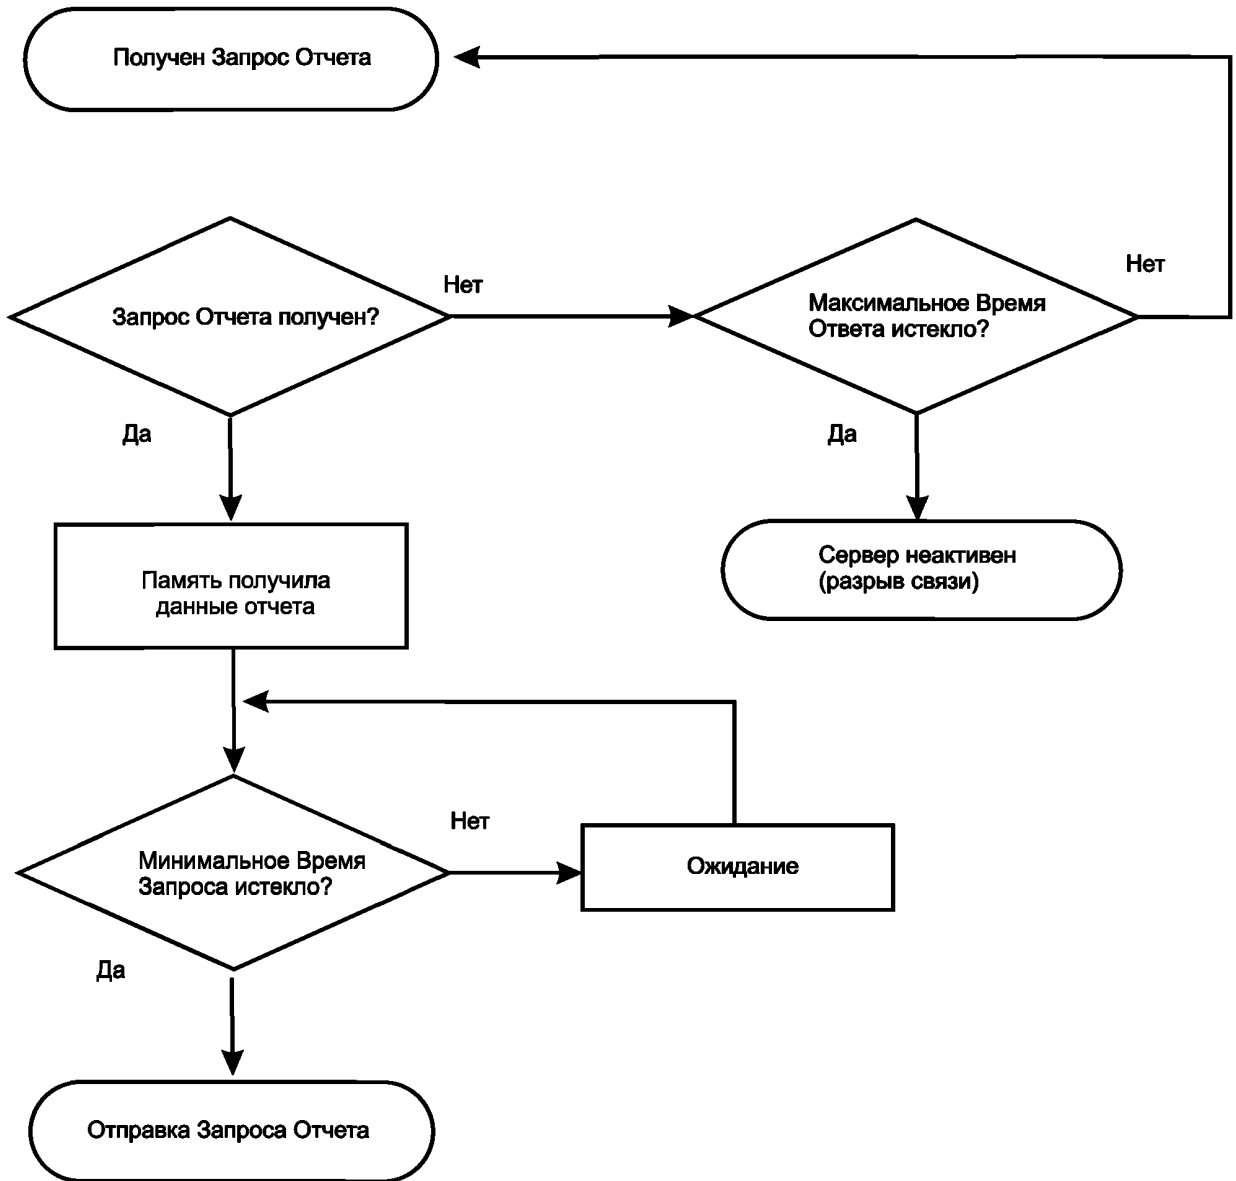 Получен Запрос Отчета
Нет
Нет
Запрос Отчета получен?
Максимальное Время
Ответа истекло?
Да
Да
Сервер неактивен
(разрыв связи)
Память получила
данные отчета
Нет
Минимальное Время
Запроса истекло?
Ожидание
Да
Отправка Запроса Отчета